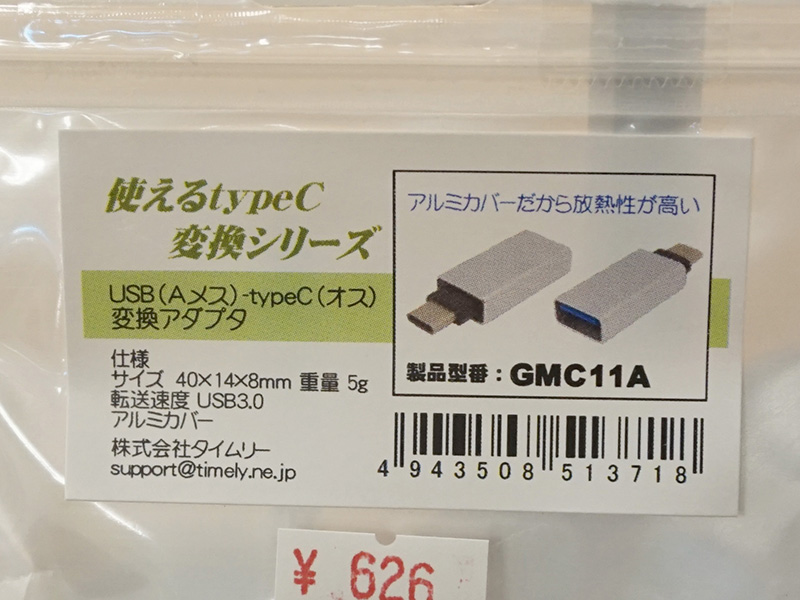 使えるtypeC
変換シリーズ
USB(Aメス)-typeC(オス)
変換アダプタ
仕様
サイズ 40×14×8mm 重量 5g
転送速度 USB3.0
アルミカバー
株式会社タイムリー
support@timely.ne.jp
アルミカバーだから放熱性が高い
製品型番：GMC11A
4 943508 513718
¥ 626